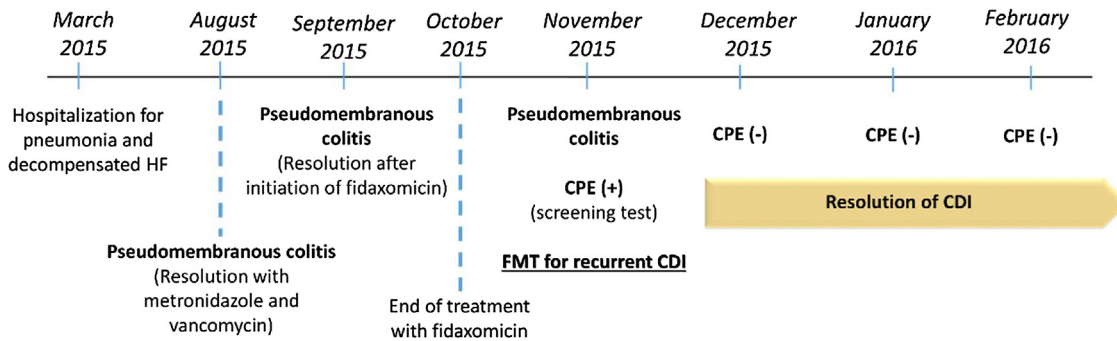 March
2015
August
2015
September
2015
October
2015
November
2015
December
2015
January
2016
February
2016
Hospitalization for
pneumonia and
decompensated HF
Pseudomembranous colitis
(Resolution with
metronidazole and
vancomycin)
Pseudomembranous
colitis
(Resolution after
initiation of fidaxomicin)
End of treatment
with fidaxomicin
Pseudomembranous
colitis
CPE (+)
(screening test)
FMT for recurrent CDI
CPE (-)
CPE (-)
CPE (-)
Resolution of CDI